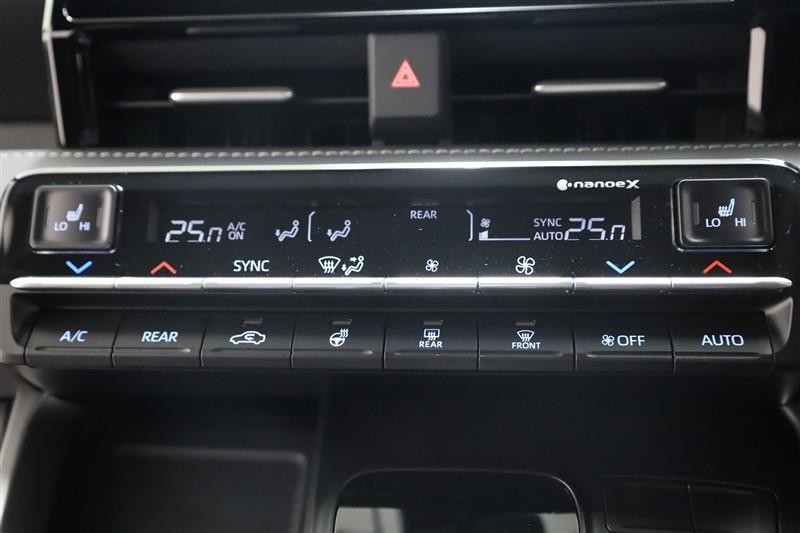 nanoeX
LO HI
25.0 A/C ON
REAR
SYNC AUTO 25.0
LO HI
SYNC
A/C REAR REAR FRONT OFF AUTO